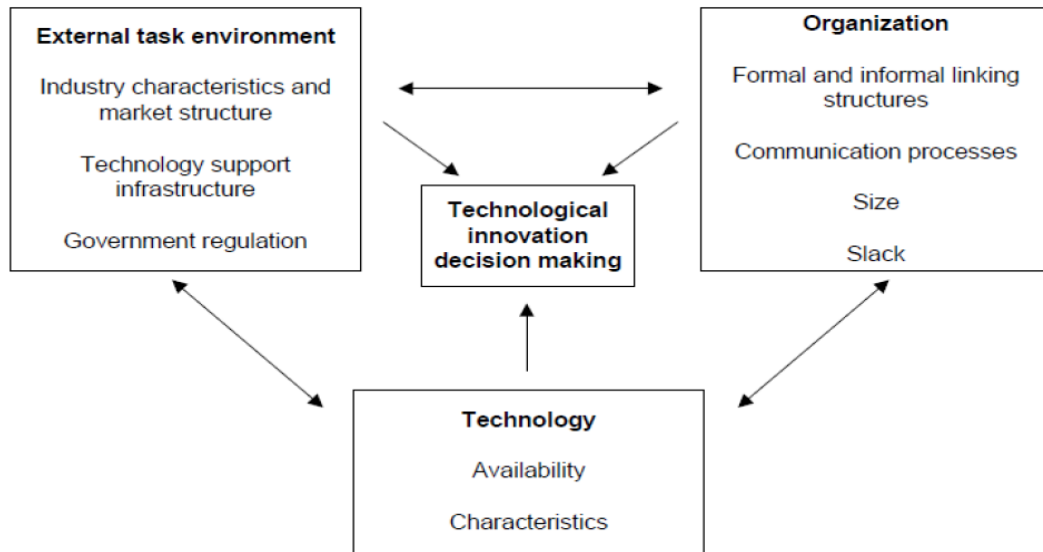 External task environment
Industry characteristics and
market structure
Technology support
infrastructure
Government regulation
Organization
Formal and informal linking
structures
Communication processes
Size
Slack
Technological
innovation
decision making
Technology
Availability
Characteristics